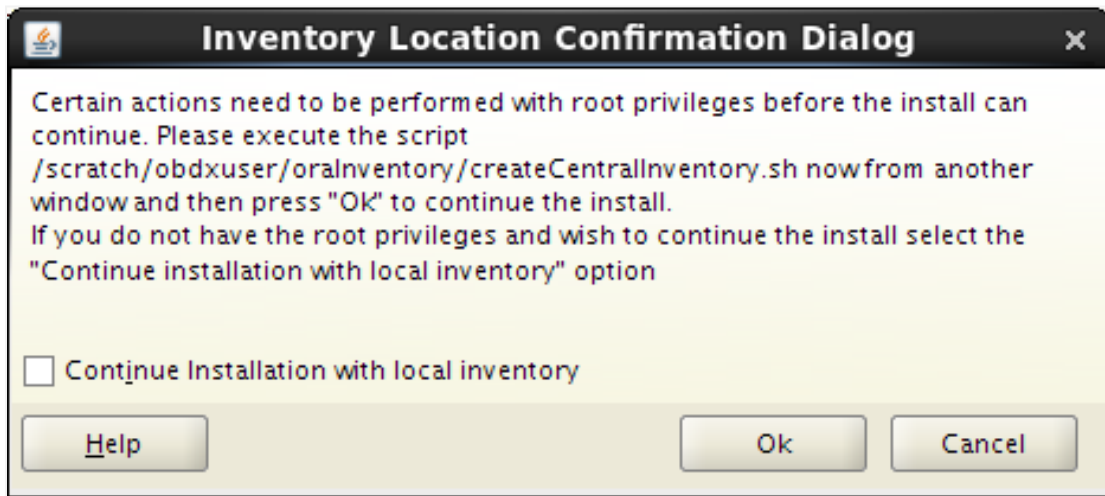 Inventory Location Confirmation Dialog
Certain actions need to be performed with root privileges before the install can
continue. Please execute the script
/scratch/obdxuser/oraInventory/createCentralInventory.sh now from another
window and then press "Ok" to continue the install.
If you do not have the root privileges and wish to continue the install select the
"Continue installation with local inventory" option
Continue Installation with local inventory
Help Ok Cancel